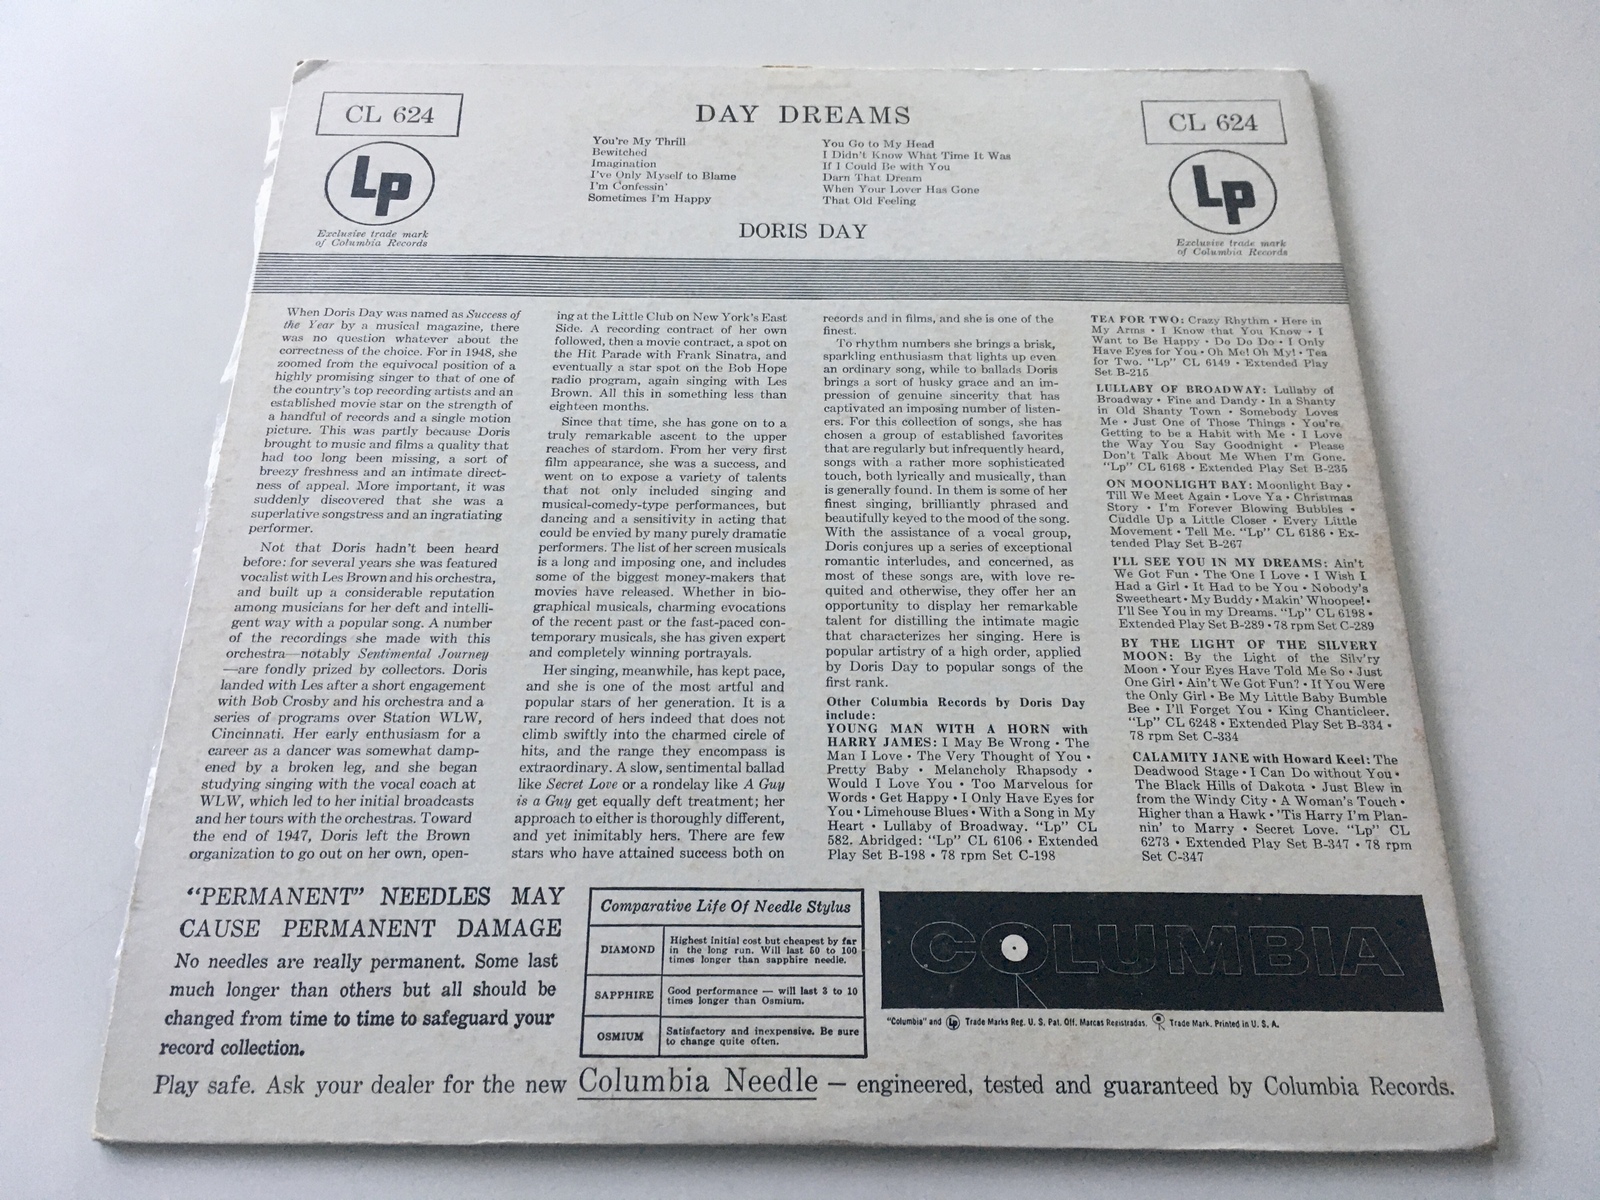 CL 624
Lp
Exclusive trade mark
of Columbia Records
DAY DREAMS
You're My Thrill
Bewitched
Imagination
I've Only Myself to Blame
I'm Confessin'
Sometimes I'm Happy
You Go to My Head
I Didn't Know What Time It Was
If I Could Be with You
Darn That Dream
When Your Lover Has Gone
That Old Feeling
DORIS DAY
CL 624
Lp
Exclusive trade mark
of Columbia Records
When Doris Day was named as Success of
the Year by a musical magazine, there
was no question whatever about the
correctness of the choice. For in 1948, she
zoomed from the equivocal position of a
highly promising singer to that of one of
the country's top recording artists and an
established movie star on the strength of
a handful of records and a single motion
picture. This was partly because Doris
brought to music and films a quality that
had too long been missing, a sort of
breezy freshness and an intimate direct-
ness of appeal. More important, it was
suddenly discovered that she was a
superlative songstress and an ingratiating
performer.
Not that Doris hadn't been heard
before: for several years she was featured
vocalist with Les Brown and his orchestra,
and built up a considerable reputation
among musicians for her deft and intelli-
gent way with a popular song. A number
of the recordings she made with this
orchestra—notably Sentimental Journey
—are fondly prized by collectors. Doris
landed with Les after a short engagement
with Bob Crosby and his orchestra and a
series of programs over Station WLW,
Cincinnati. Her early enthusiasm for a
career as a dancer was somewhat damp-
ened by a broken leg, and she began
studying singing with the vocal coach at
WLW, which led to her initial broadcasts
and her tours with the orchestras. Toward
the end of 1947, Doris left the Brown
organization to go out on her own, open-
ing at the Little Club on New York's East
Side. A recording contract of her own
followed, then a movie contract, a spot on
the Hit Parade with Frank Sinatra, and
eventually a star spot on the Bob Hope
radio program, again singing with Les
Brown. All this in something less than
eighteen months.
Since that time, she has gone on to a
truly remarkable ascent to the upper
reaches of stardom. From her very first
film appearance, she was a success, and
went on to expose a variety of talents
that not only included singing and
musical-comedy-type performances, but
dancing and a sensitivity in acting that
could be envied by many purely dramatic
performers. The list of her screen musicals
is a long and imposing one, and includes
some of the biggest money-makers that
movies have released. Whether in bio-
graphical musicals, charming evocations
of the recent past or the fast-paced con-
temporary musicals, she has given expert
and completely winning portrayals.
Her singing, meanwhile, has kept pace,
and she is one of the most artful and
popular stars of her generation. It is a
rare record of hers indeed that does not
climb swiftly into the charmed circle of
hits, and the range they encompass is
extraordinary. A slow, sentimental ballad
like Secret Love or a rondelay like A Guy
is a Guy get equally deft treatment; her
approach to either is thoroughly different,
and yet inimitably hers. There are few
stars who have attained success both on
records and in films, and she is one of the
finest.
To rhythm numbers she brings a brisk,
sparkling enthusiasm that lights up even
an ordinary song, while to ballads Doris
brings a sort of husky grace and an im-
pression of genuine sincerity that has
captivated an imposing number of listen-
ers. For this collection of songs, she has
chosen a group of established favorites
that are regularly but infrequently heard,
songs with a rather more sophisticated
touch, both lyrically and musically, than
is generally found. In them is some of her
finest singing, brilliantly phrased and
beautifully keyed to the mood of the song.
With the assistance of a vocal group,
Doris conjures up a series of exceptional
romantic interludes, and concerned, as
most of these songs are, with love re-
quited and otherwise, they offer her an
opportunity to display her remarkable
talent for distilling the intimate magic
that characterizes her singing. Here is
popular artistry of a high order, applied
by Doris Day to popular songs of the
first rank.
Other Columbia Records by Doris Day
include:
YOUNG MAN WITH A HORN with
HARRY JAMES: I May Be Wrong • The
Man I Love • The Very Thought of You •
Pretty Baby • Melancholy Rhapsody •
Would I Love You • Too Marvelous for
Words • Get Happy • I Only Have Eyes for
You • Limehouse Blues • With a Song in My
Heart • Lullaby of Broadway. "Lp" CL
582. Abridged: "Lp" CL 6106 • Extended
Play Set B-198 • 78 rpm Set C-198
TEA FOR TWO: Crazy Rhythm • Here in
My Arms • I Know that You Know • I
Want to Be Happy • Do Do Do • I Only
Have Eyes for You • Oh Me! Oh My! • Tea
for Two. "Lp" CL 6149 • Extended Play
Set B-215
LULLABY OF BROADWAY: Lullaby of
Broadway • Fine and Dandy • In a Shanty
in Old Shanty Town • Somebody Loves
Me • Just One of Those Things • You're
Getting to be a Habit with Me • I Love
the Way You Say Goodnight • Please
Don't Talk About Me When I'm Gone.
"Lp" CL 6168 • Extended Play Set B-235
ON MOONLIGHT BAY: Moonlight Bay •
Till We Meet Again • Love Ya • Christmas
Story • I'm Forever Blowing Bubbles •
Cuddle Up a Little Closer • Every Little
Movement • Tell Me. "Lp" CL 6186 • Ex-
tended Play Set B-267
I'LL SEE YOU IN MY DREAMS: Ain't
We Got Fun • The One I Love • I Wish I
Had a Girl • It Had to be You • Nobody's
Sweetheart • My Buddy • Makin' Whoopee! •
I'll See You in my Dreams. "Lp" CL 6198 •
Extended Play Set B-289 • 78 rpm Set C-289
BY THE LIGHT OF THE SILVERY
MOON: By the Light of the Silv'ry
Moon • Your Eyes Have Told Me So • Just
One Girl • Ain't We Got Fun? • If You Were
the Only Girl • Be My Little Baby Bumble
Bee • I'll Forget You • King Chanticleer.
"Lp" CL 6248 • Extended Play Set B-334 •
78 rpm Set C-334
CALAMITY JANE with Howard Keel: The
Deadwood Stage • I Can Do without You •
The Black Hills of Dakota • Just Blew in
from the Windy City • A Woman's Touch •
Higher than a Hawk • 'Tis Harry I'm Plan-
nin' to Marry • Secret Love. "Lp" CL
6273 • Extended Play Set B-347 • 78 rpm
Set C-347
"PERMANENT" NEEDLES MAY
CAUSE PERMANENT DAMAGE
No needles are really permanent. Some last
much longer than others but all should be
changed from time to time to safeguard your
record collection.
Comparative Life Of Needle Stylus
DIAMOND
Highest initial cost but cheapest by far
in the long run. Will last 50 to 100
times longer than sapphire needle.
SAPPHIRE
Good performance — will last 3 to 10
times longer than Osmium.
OSMIUM
Satisfactory and inexpensive. Be sure
to change quite often.
COLUMBIA
"Columbia" and Lp Trade Marks Reg. U. S. Pat. Off. Marcas Registradas. Trade Mark. Printed in U. S. A.
Play safe. Ask your dealer for the new Columbia Needle — engineered, tested and guaranteed by Columbia Records.